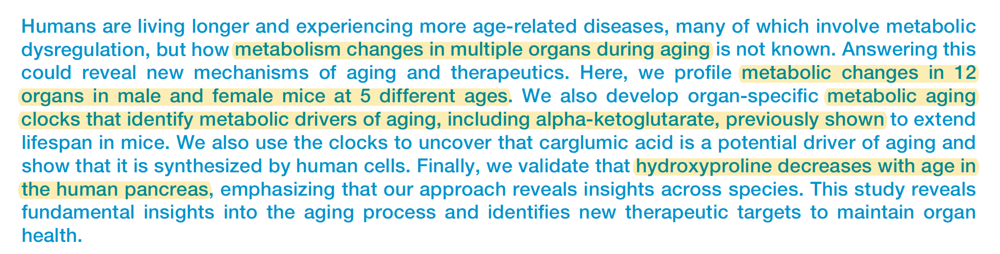 Humans are living longer and experiencing more age-related diseases, many of which involve metabolic
dysregulation, but how metabolism changes in multiple organs during aging is not known. Answering this
could reveal new mechanisms of aging and therapeutics. Here, we profile metabolic changes in 12
organs in male and female mice at 5 different ages. We also develop organ-specific metabolic aging
clocks that identify metabolic drivers of aging, including alpha-ketoglutarate, previously shown to extend
lifespan in mice. We also use the clocks to uncover that carglumic acid is a potential driver of aging and
show that it is synthesized by human cells. Finally, we validate that hydroxyproline decreases with age in
the human pancreas, emphasizing that our approach reveals insights across species. This study reveals
fundamental insights into the aging process and identifies new therapeutic targets to maintain organ
health.